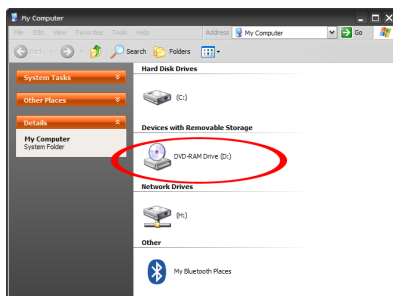 My Computer
File Edit View Favorites Tools Help
Address My Computer Go
Back Search Folders
System Tasks
Other Places
Details
My Computer
System Folder
Hard Disk Drives
(C:)
Devices with Removable Storage
DVD-RAM Drive (D:)
Network Drives
(H:)
Other
My Bluetooth Places